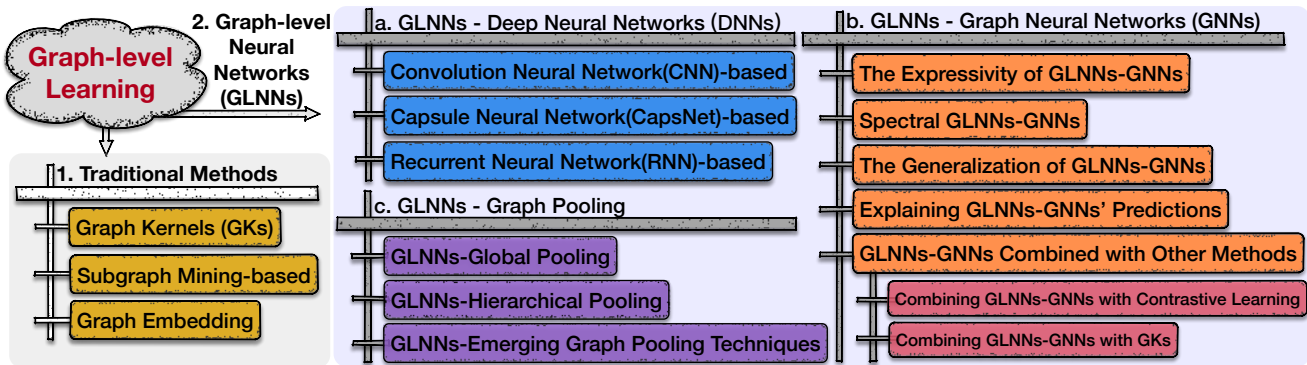 Graph-level
Learning
2. Graph-level
Neural
Networks
(GLNNs)
1. Traditional Methods
Graph Kernels (GKs)
Subgraph Mining-based
Graph Embedding
a. GLNNs - Deep Neural Networks (DNNs)
Convolution Neural Network(CNN)-based
Capsule Neural Network(CapsNet)-based
Recurrent Neural Network(RNN)-based
c. GLNNs - Graph Pooling
GLNNs-Global Pooling
GLNNs-Hierarchical Pooling
GLNNs-Emerging Graph Pooling Techniques
b. GLNNs - Graph Neural Networks (GNNs)
The Expressivity of GLNNs-GNNs
Spectral GLNNs-GNNs
The Generalization of GLNNs-GNNs
Explaining GLNNs-GNNs’ Predictions
GLNNs-GNNs Combined with Other Methods
Combining GLNNs-GNNs with Contrastive Learning
Combining GLNNs-GNNs with GKs